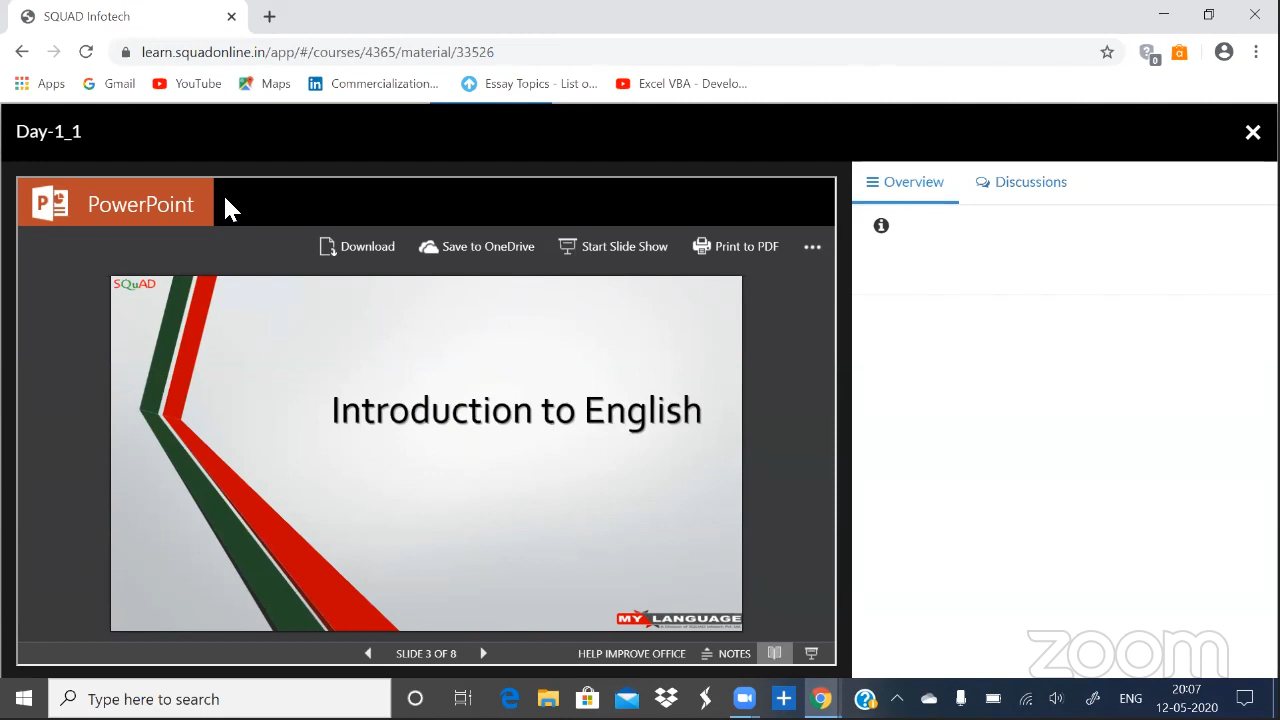 SQUAD Infotech
learn.squadonline.in/app/#/courses/4365/material/33526
0
Apps Gmail YouTube Maps Commercialization... Essay Topics - List o... Excel VBA - Develo...
Day-1_1
PowerPoint
Overview Discussions
Download Save to OneDrive Start Slide Show Print to PDF
SQuAD
Introduction to English
MY LANGUAGE
SLIDE 3 OF 8 HELP IMPROVE OFFICE NOTES
zoom
Type here to search
ENG
20:07
12-05-2020